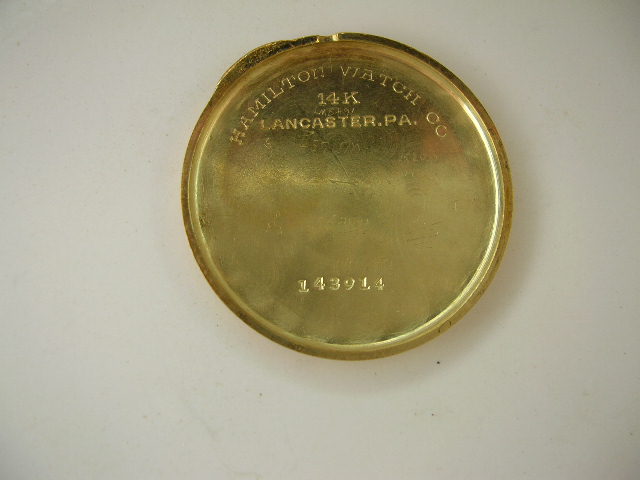 HAMILTON WATCH CO
14K
LANCASTER.PA.
143914